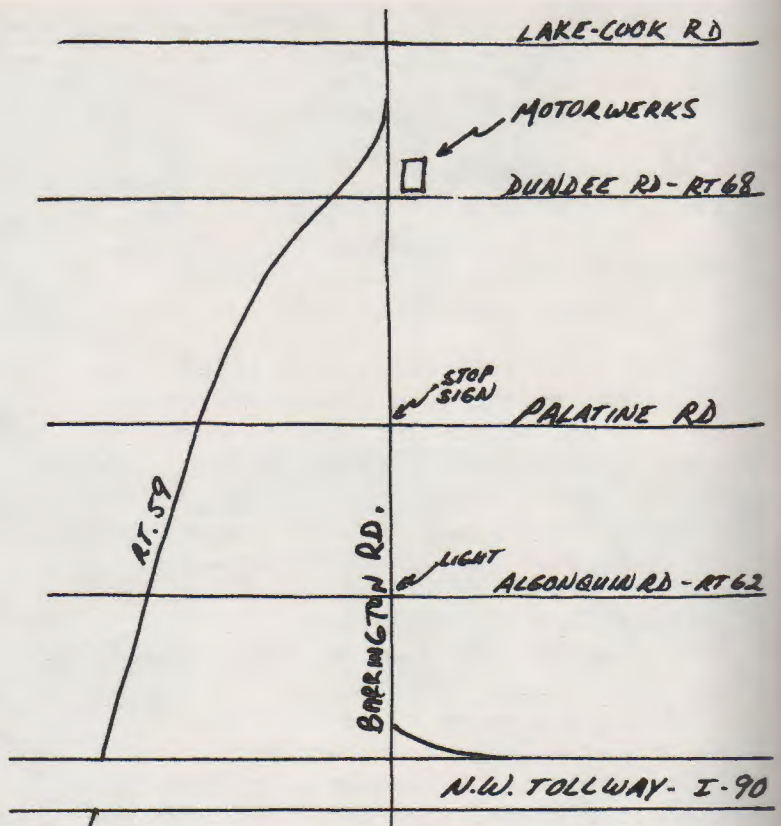 LAKE-COOK RD
MOTORWERKS
DUNDEE RD - RT 68
STOP
SIGN
PALATINE RD
RT. 59
BARRINGTON RD.
LIGHT
ALGONQUIN RD - RT 62
N.W. TOLLWAY - I-90